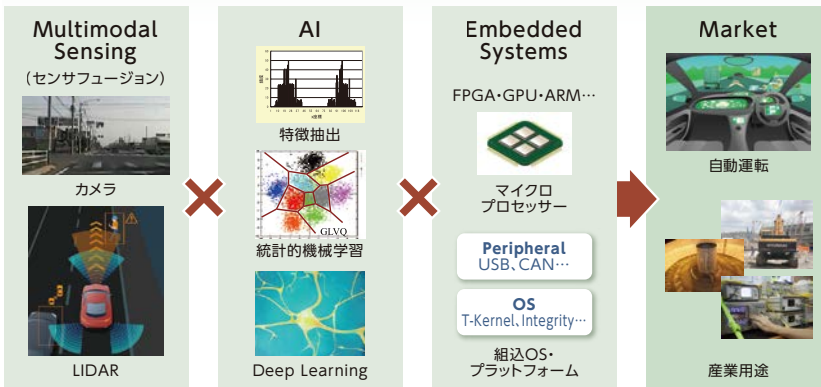 Multimodal
Sensing
(センサフュージョン)
カメラ
LIDAR
×
AI
特徴抽出
GLVQ
統計的機械学習
Deep Learning
×
Embedded
Systems
FPGA・GPU・ARM…
マイクロ
プロセッサー
Peripheral
USB、CAN…
OS
T-Kernel、Integrity…
組込OS・
プラットフォーム
Market
自動運転
産業用途